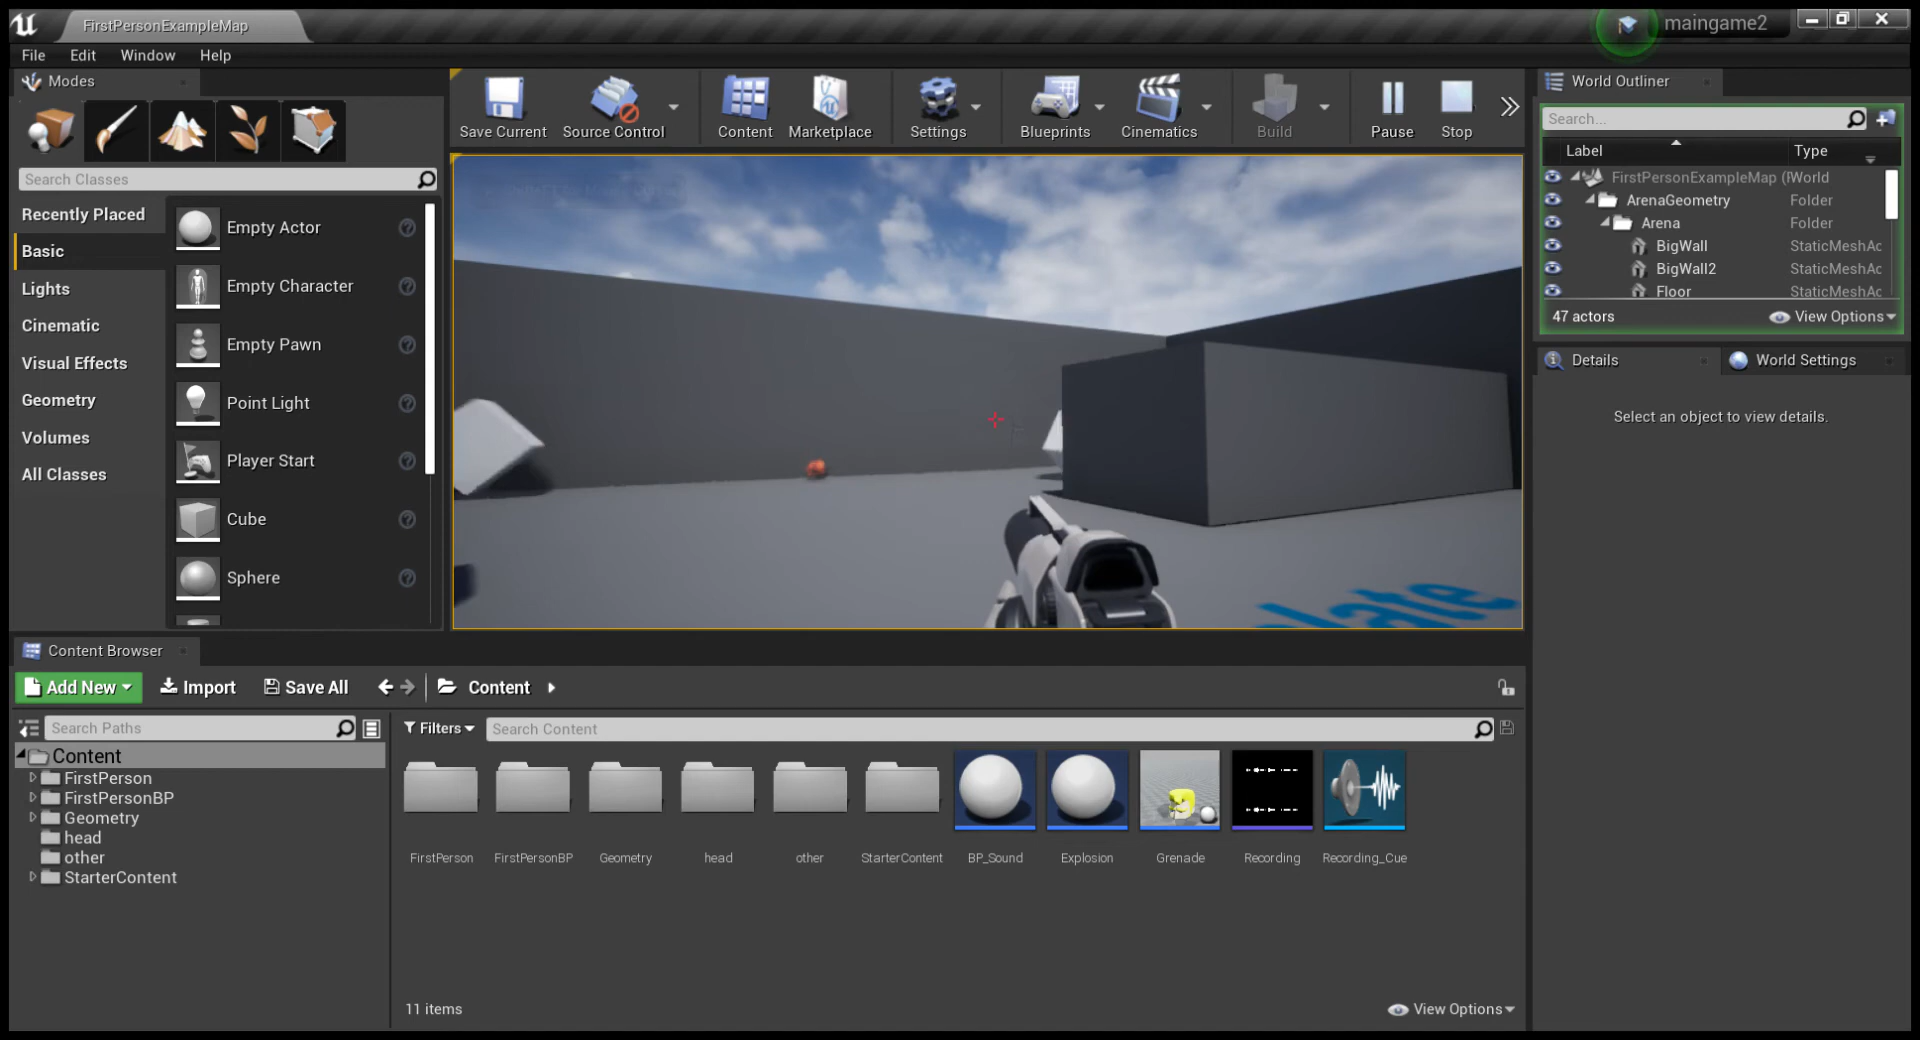 FirstPersonExampleMap
maingame2
File Edit Window Help
Modes
Save Current Source Control Content Marketplace Settings Blueprints Cinematics Build Pause Stop
World Outliner
Search...
Label Type
FirstPersonExampleMap ( World
ArenaGeometry Folder
Arena Folder
BigWall StaticMeshAc
BigWall2 StaticMeshAc
Floor StaticMeshAc
47 actors View Options
Details World Settings
Select an object to view details.
Search Classes
Recently Placed
Basic
Lights
Cinematic
Visual Effects
Geometry
Volumes
All Classes
Empty Actor
Empty Character
Empty Pawn
Point Light
Player Start
Cube
Sphere
late
Content Browser
Add New Import Save All Content
Search Paths
Filters Search Content
Content
FirstPerson
FirstPersonBP
Geometry
head
other
StarterContent
FirstPerson FirstPersonBP Geometry head other StarterContent BP_Sound Explosion Grenade Recording Recording_Cue
11 items View Options